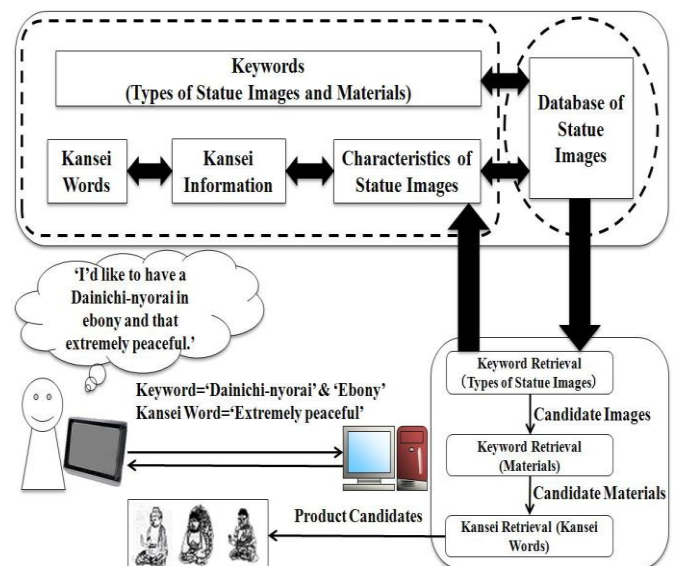 Keywords
(Types of Statue Images and Materials)
Database of
Statue
Images
Kansei
Words
Kansei
Information
Characteristics of
Statue Images
'I'd like to have a
Dainichi-nyorai in
ebony and that
extremely peaceful.'
Keyword='Dainichi-nyorai' & 'Ebony'
Kansei Word='Extremely peaceful'
Keyword Retrieval
(Types of Statue Images)
Candidate Images
Keyword Retrieval
(Materials)
Candidate Materials
Kansei Retrieval (Kansei
Words)
Product Candidates